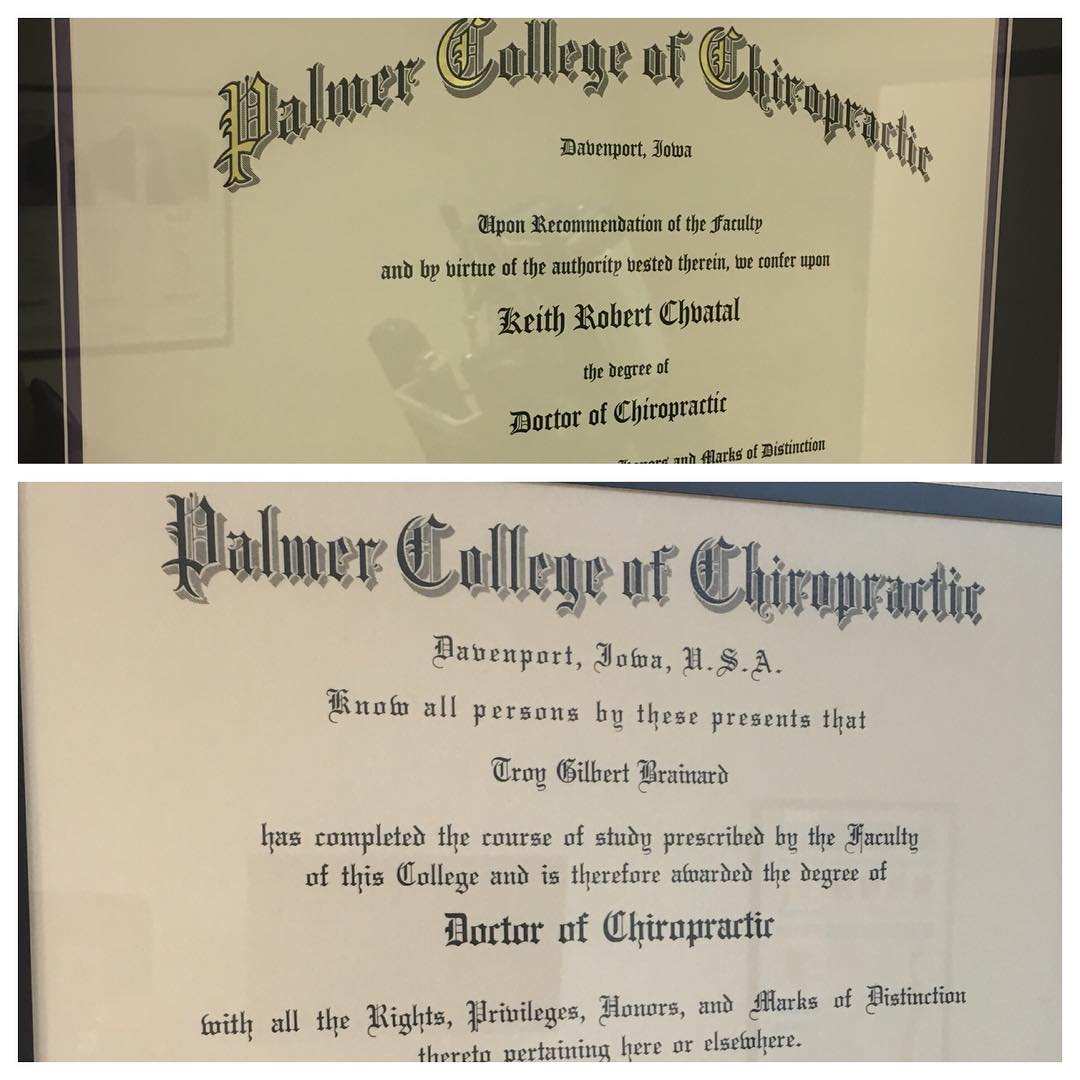 Palmer College of Chiropractic
Davenport, Iowa
Upon Recommendation of the Faculty
and by virtue of the authority vested therein, we confer upon
Keith Robert Chvatal
the degree of
Doctor of Chiropractic
Honors and Marks of Distinction
Palmer College of Chiropractic
Davenport, Iowa, U.S.A.
Know all persons by these presents that
Troy Gilbert Brainard
has completed the course of study prescribed by the Faculty
of this College and is therefore awarded the degree of
Doctor of Chiropractic
with all the Rights, Privileges, Honors, and Marks of Distinction
thereto pertaining here or elsewhere.